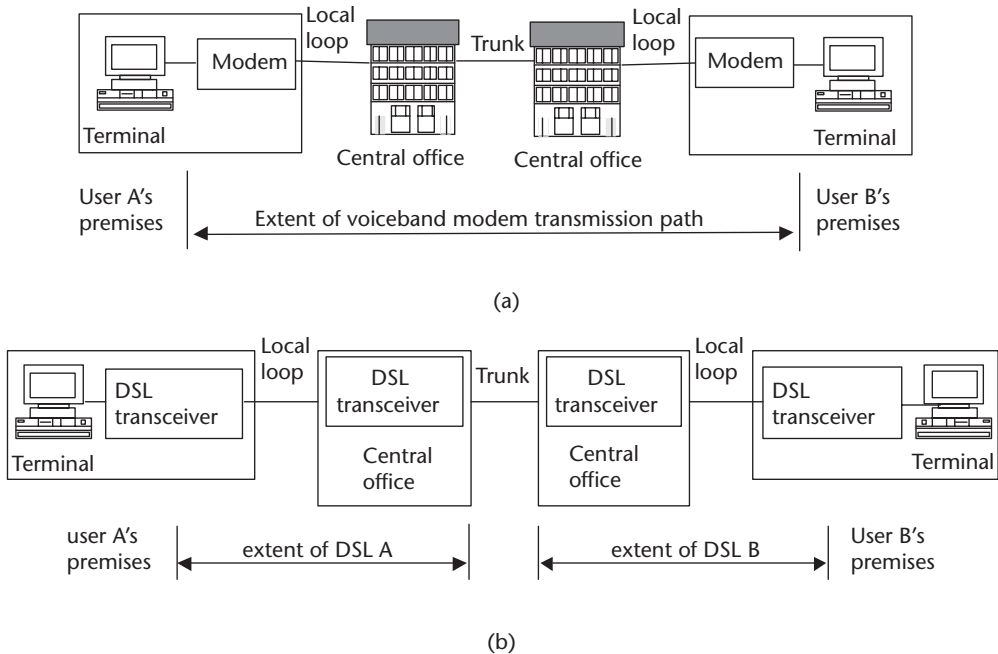 Local
loop
Trunk
Local
loop
Modem
Modem
Terminal
Terminal
Central office
Central office
User A's
premises
Extent of voiceband modem transmission path
User B's
premises
(a)
Local
loop
Trunk
Local
loop
DSL
transceiver
DSL
transceiver
DSL
transceiver
DSL
transceiver
Central
office
Central
office
Terminal
Terminal
user A's
premises
extent of DSL A
extent of DSL B
User B's
premises
(b)